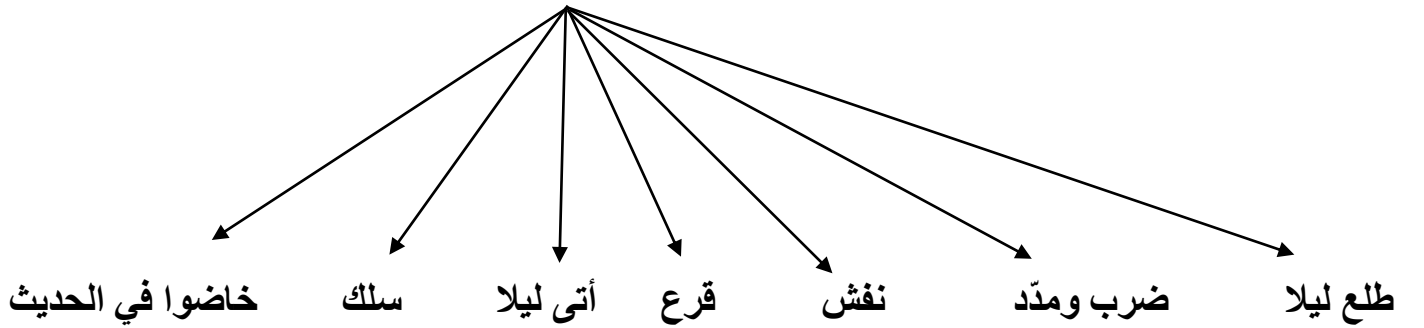 طلع ليلا ضرب ومدّد نفش قرع أتى ليلا سلك خاضوا في الحديث